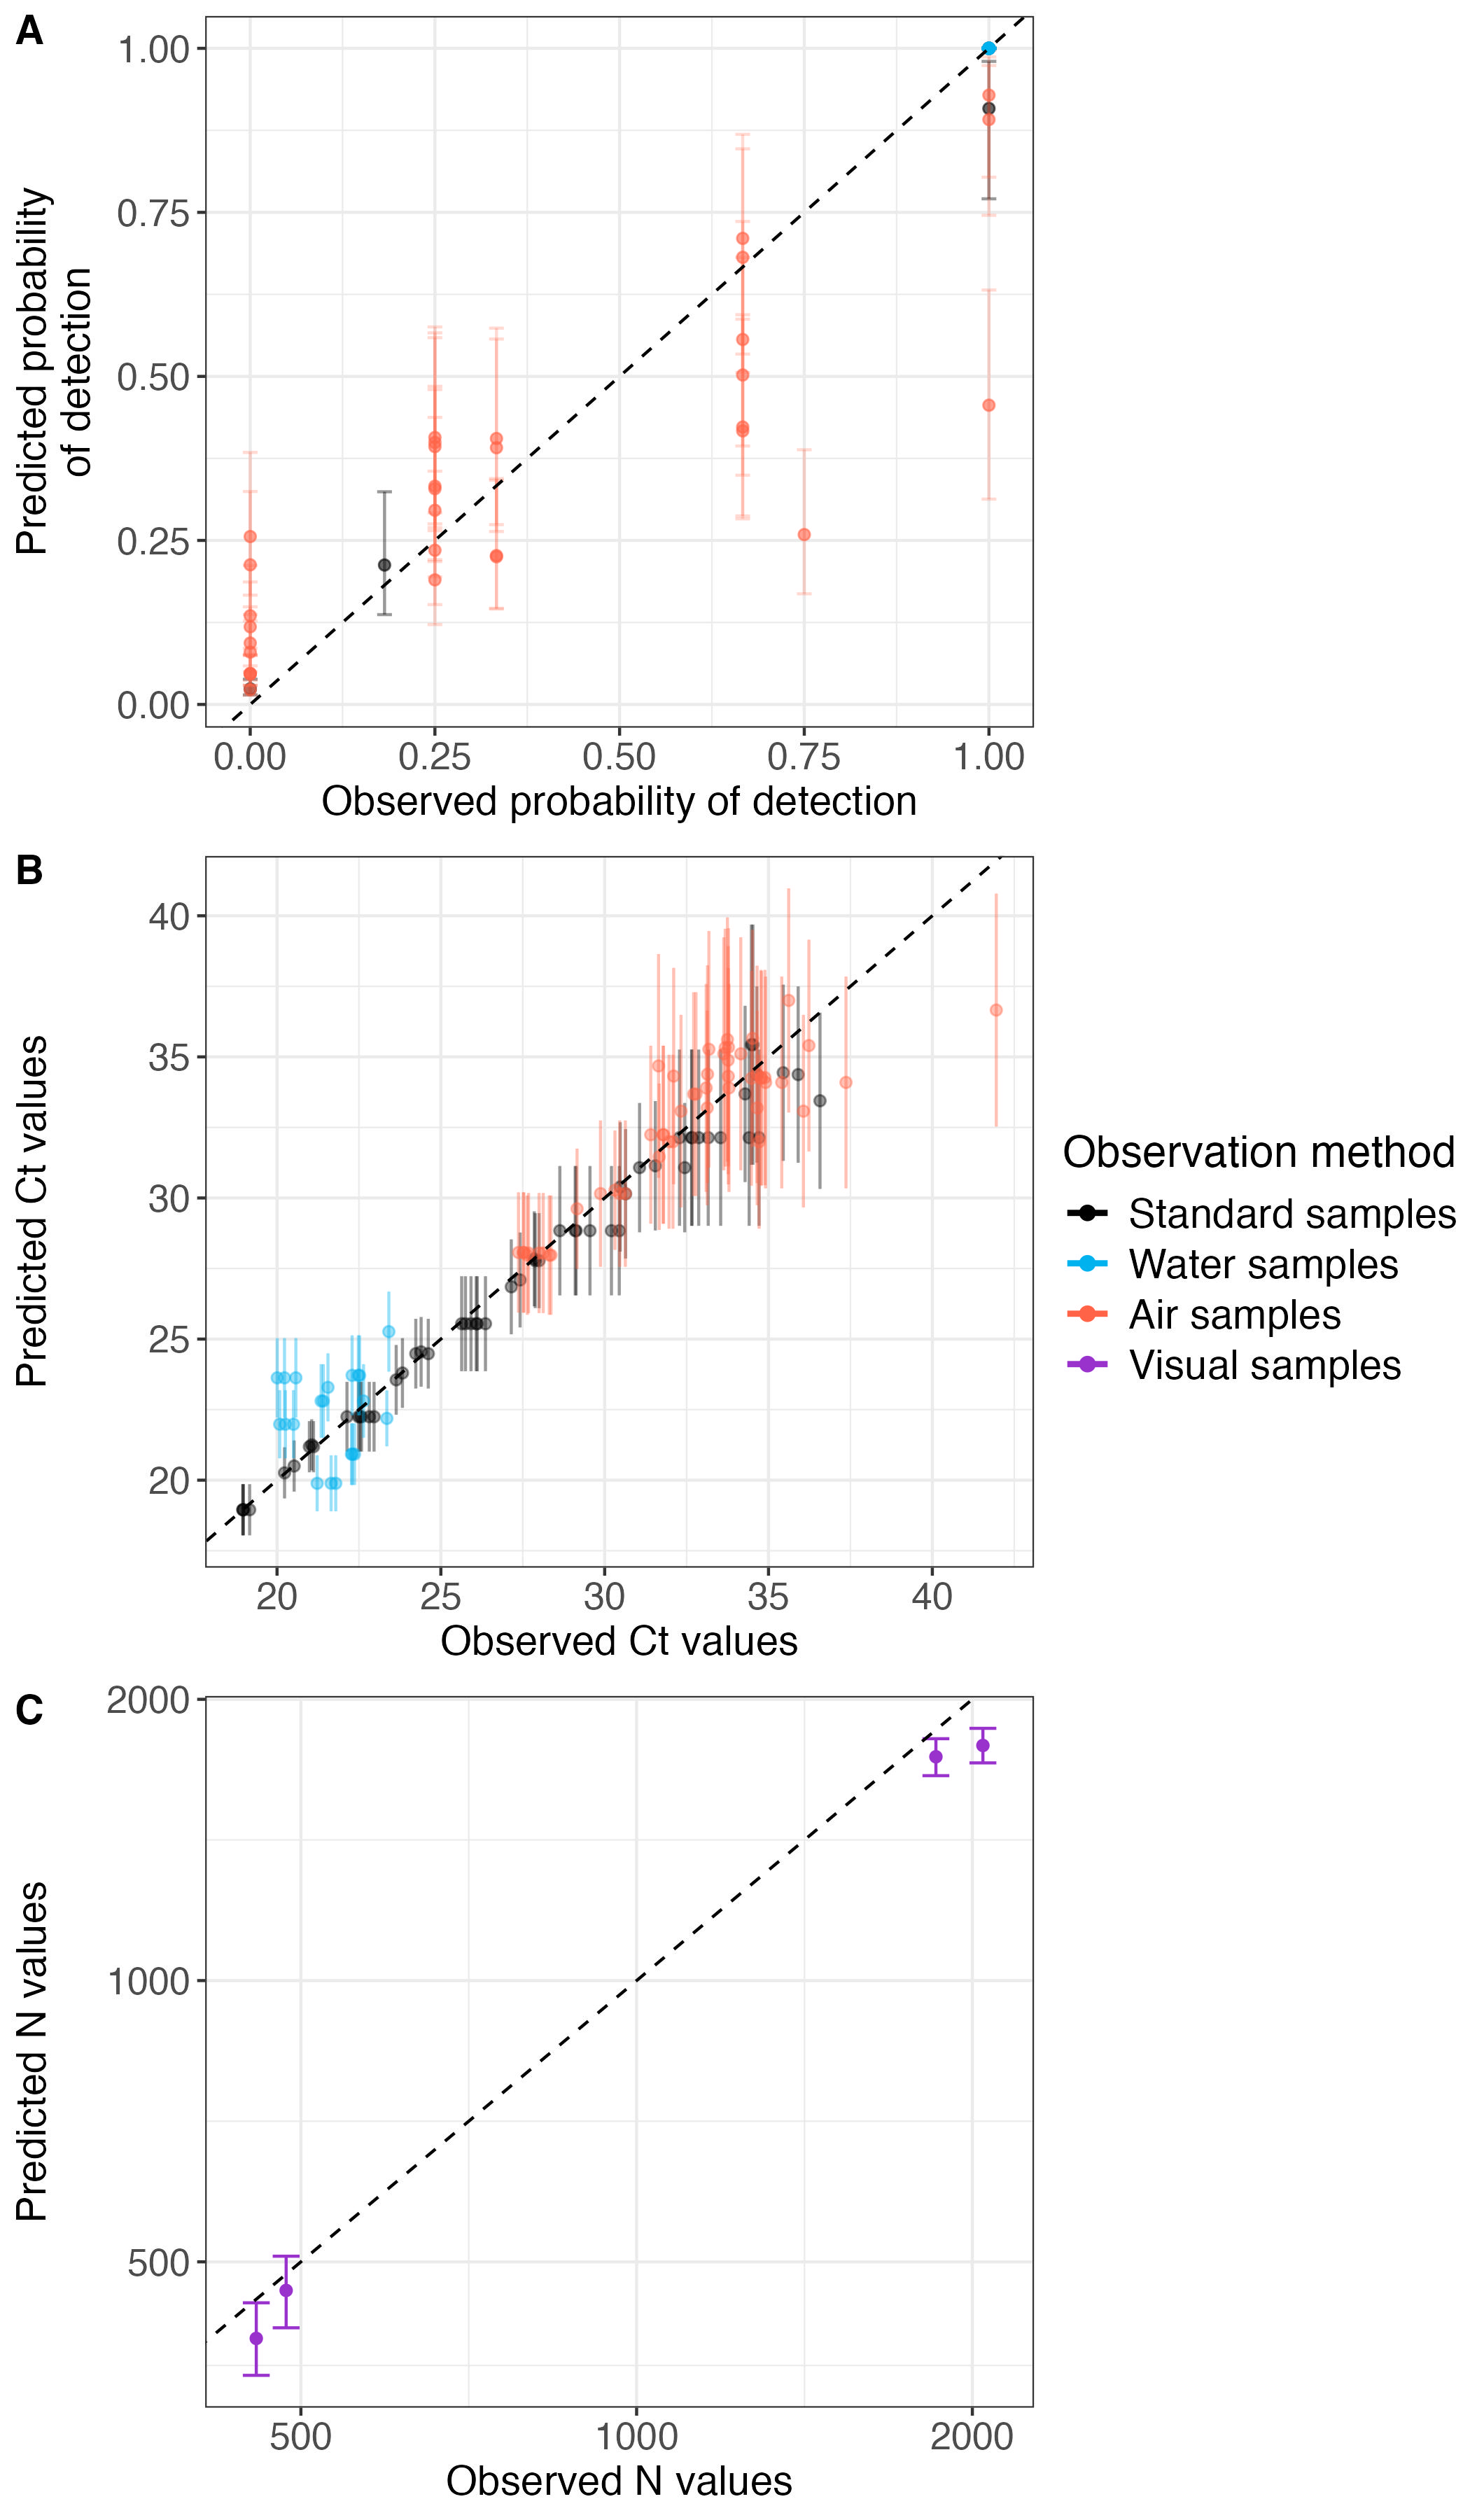 A
1.00
0.75
0.50
0.25
0.00
Predicted probability
of detection
0.00 0.25 0.50 0.75 1.00
Observed probability of detection
B
40
35
30
25
20
Predicted Ct values
20 25 30 35 40
Observed Ct values
Observation method
Standard samples
Water samples
Air samples
Visual samples
C
2000
1000
500
Predicted N values
500 1000 2000
Observed N values